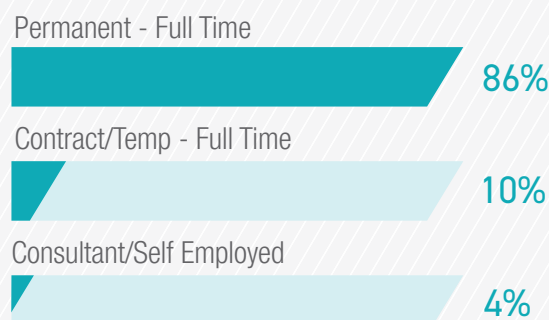 Permanent - Full Time
86%
Contract/Temp - Full Time
10%
Consultant/Self Employed
4%